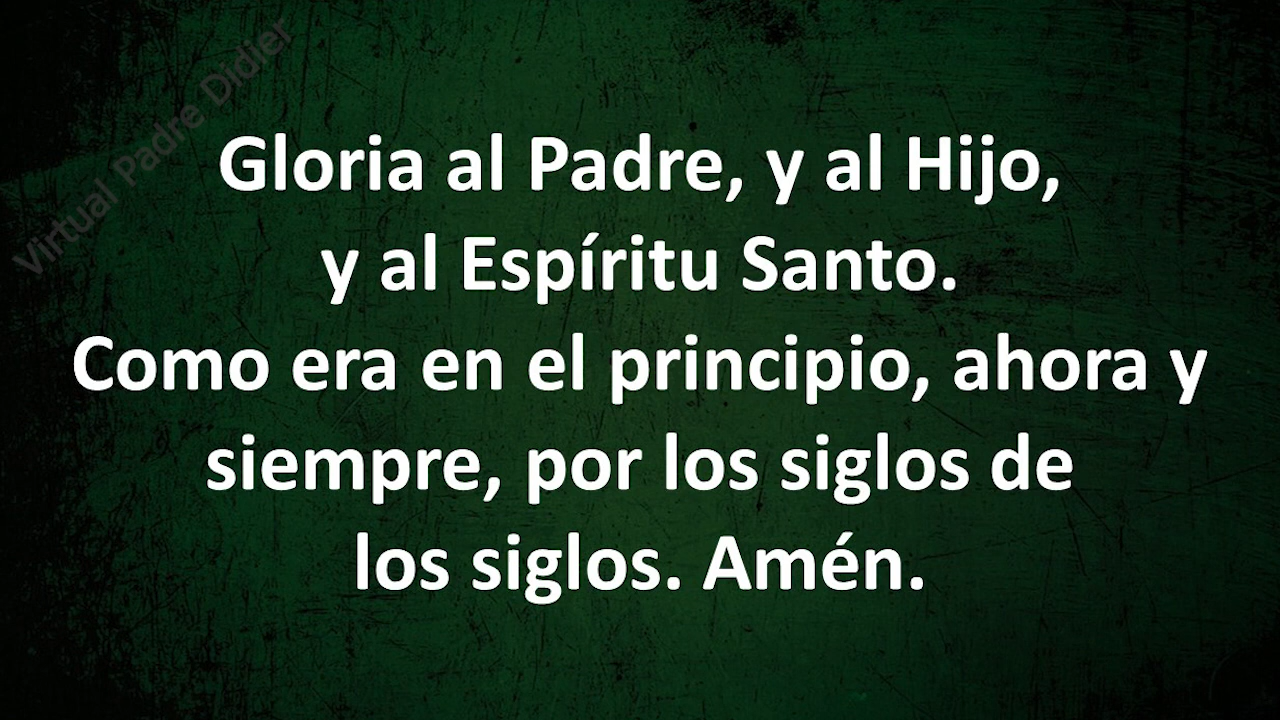 Virtual Padre Didier
Gloria al Padre, y al Hijo,
y al Espíritu Santo.
Como era en el principio, ahora y
siempre, por los siglos de
los siglos. Amén.